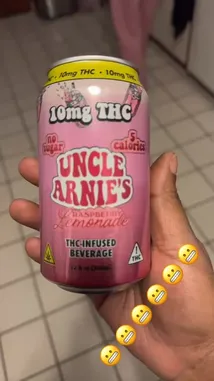 10mg THC • 10mg THC •
10mg THC
no sugar
5 calories
UNCLE
ARNIE'S
RASPBERRY
Lemonade
THC-INFUSED
BEVERAGE
THC